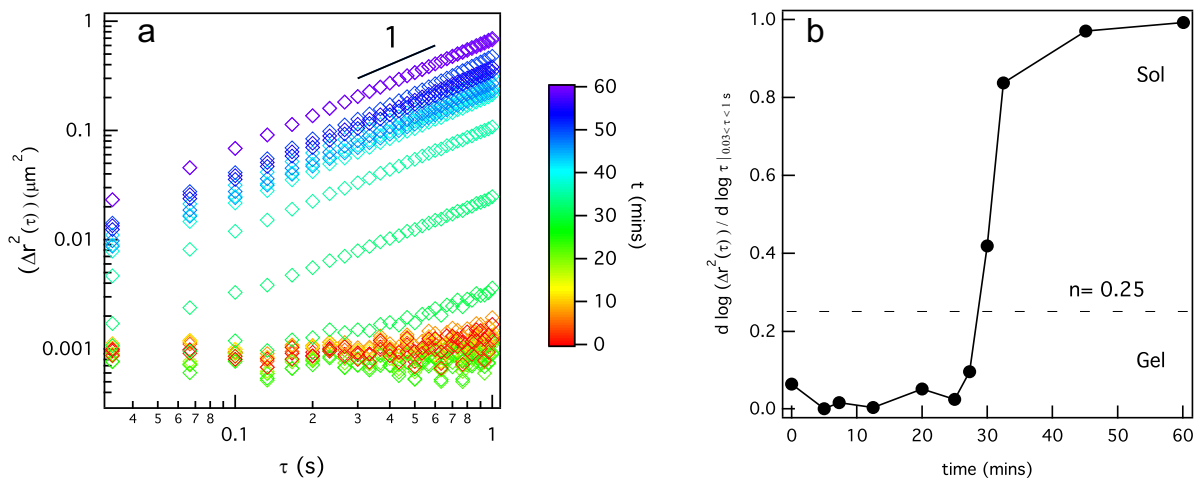 a
1
1
0.1
0.01
0.001
⟨Δr²(τ)⟩ (μm²)
4 5 6 7 8 2 3 4 5 6 7 8
0.1 1
τ (s)
60
50
40
30
20
10
0
t (mins)
b
1.0
0.8
0.6
0.4
0.2
0.0
d log ⟨Δr²(τ)⟩ / d log τ |0.03< τ < 1 s
Sol
n= 0.25
Gel
0 10 20 30 40 50 60
time (mins)